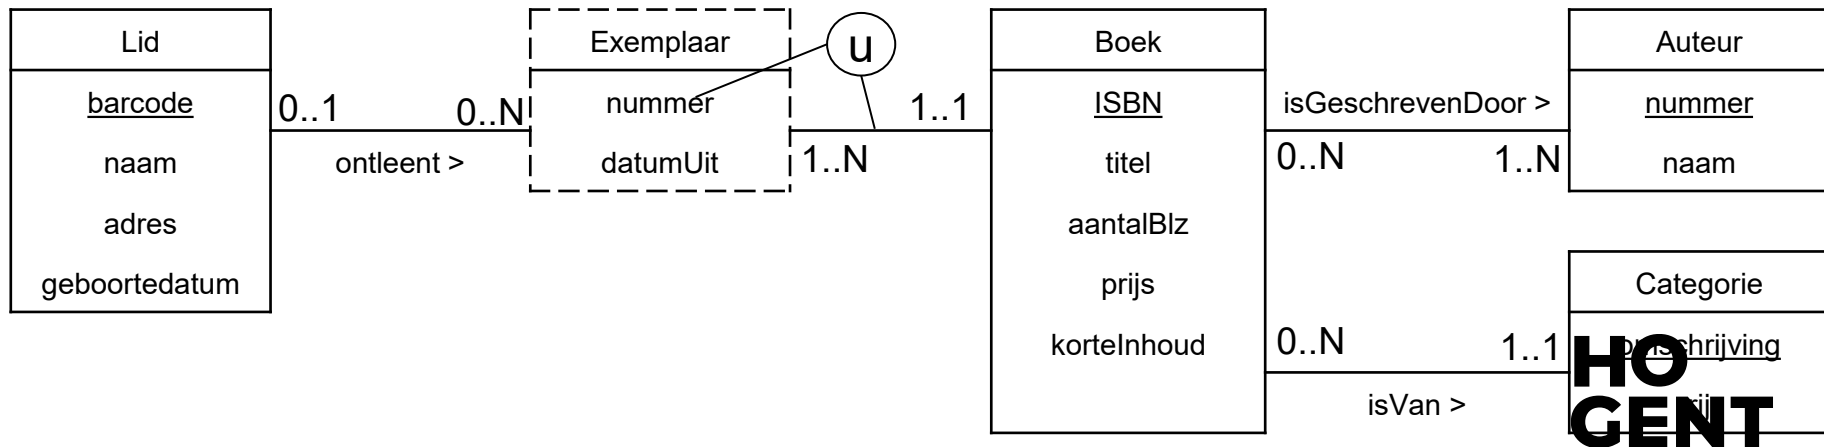 Lid
barcode
naam
adres
geboortedatum
0..1
0..N
ontleent >
Exemplaar
nummer
datumUit
u
1..N
1..1
Boek
ISBN
titel
aantalBlz
prijs
korteInhoud
isGeschrevenDoor >
0..N
1..N
Auteur
nummer
naam
0..N
1..1
isVan >
Categorie
omschrijving
HO
GENT